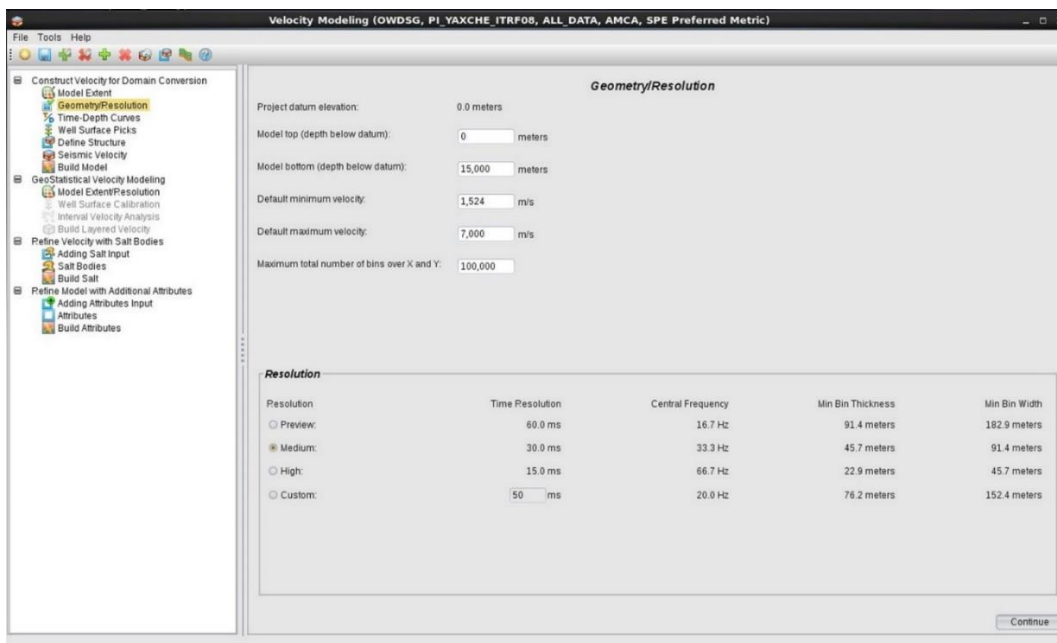 Velocity Modeling (OWDSG, PI_YAXCHE_ITRF08, ALL_DATA, AMCA, SPE Preferred Metric)
File Tools Help
Construct Velocity for Domain Conversion
Model Extent
Geometry/Resolution
Time-Depth Curves
Well Surface Picks
Define Structure
Seismic Velocity
Build Model
GeoStatistical Velocity Modeling
Model Extent/Resolution
Well Surface Calibration
Interval Velocity Analysis
Build Layered Velocity
Refine Velocity with Salt Bodies
Adding Salt Input
Salt Bodies
Build Salt
Refine Model with Additional Attributes
Adding Attributes Input
Attributes
Build Attributes
Geometry/Resolution
Project datum elevation: 0.0 meters
Model top (depth below datum): 0 meters
Model bottom (depth below datum): 15,000 meters
Default minimum velocity: 1,524 m/s
Default maximum velocity: 7,000 m/s
Maximum total number of bins over X and Y: 100,000
Resolution
Resolution Time Resolution Central Frequency Min Bin Thickness Min Bin Width
Preview: 60.0 ms 16.7 Hz 91.4 meters 182.9 meters
Medium: 30.0 ms 33.3 Hz 45.7 meters 91.4 meters
High: 15.0 ms 66.7 Hz 22.9 meters 45.7 meters
Custom: 50 ms 20.0 Hz 76.2 meters 152.4 meters
Continue